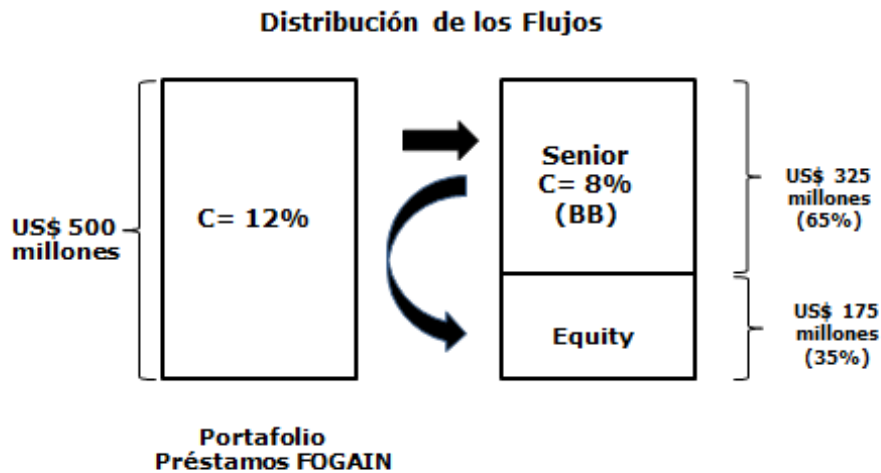 Distribución de los Flujos
US$ 500
millones
C= 12%
Senior
C= 8%
(BB)
Equity
US$ 325
millones
(65%)
US$ 175
millones
(35%)
Portafolio
Préstamos FOGAIN